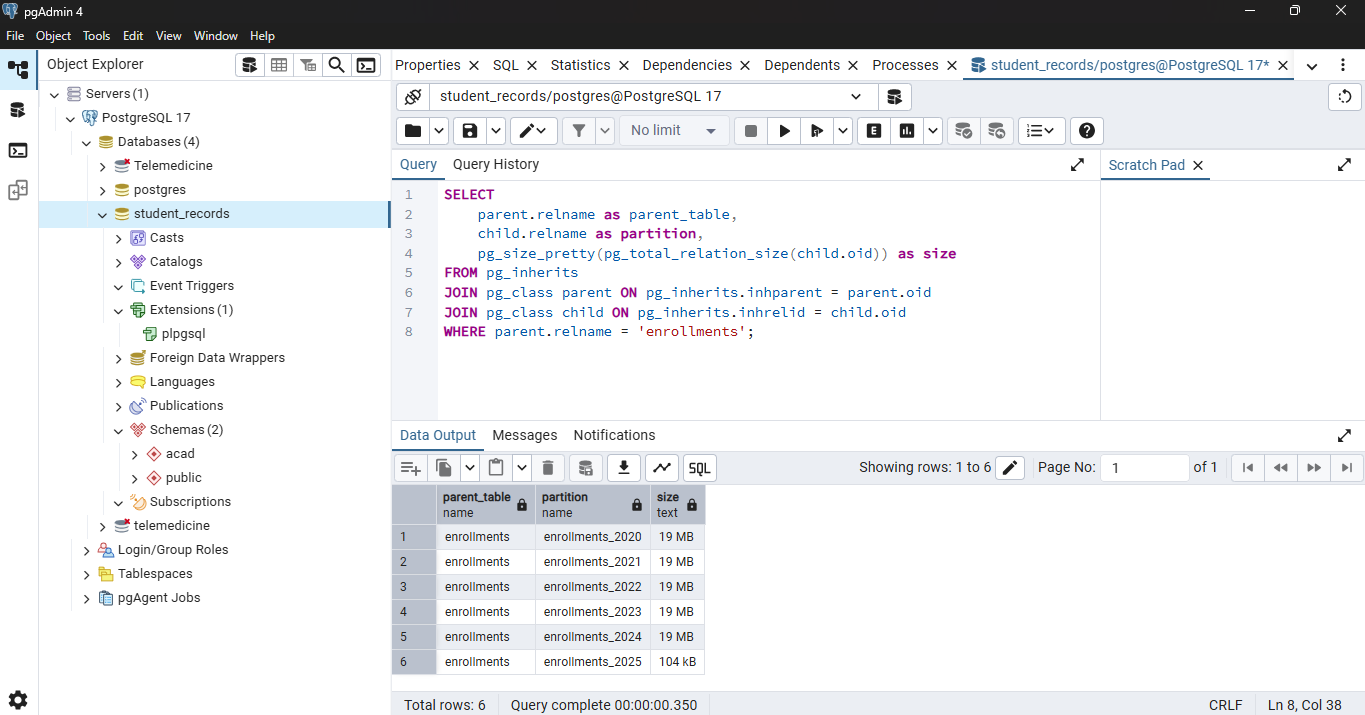 pgAdmin 4
File Object Tools Edit View Window Help
Object Explorer
Properties SQL Statistics Dependencies Dependents Processes student_records/postgres@PostgreSQL 17*
Servers (1)
PostgreSQL 17
Databases (4)
Telemedicine
postgres
student_records
Casts
Catalogs
Event Triggers
Extensions (1)
plpgsql
Foreign Data Wrappers
Languages
Publications
Schemas (2)
acad
public
Subscriptions
telemedicine
Login/Group Roles
Tablespaces
pgAgent Jobs
student_records/postgres@PostgreSQL 17
No limit
E
Query Query History
Scratch Pad
1 SELECT
2 parent.relname as parent_table,
3 child.relname as partition,
4 pg_size_pretty(pg_total_relation_size(child.oid)) as size
5 FROM pg_inherits
6 JOIN pg_class parent ON pg_inherits.inhparent = parent.oid
7 JOIN pg_class child ON pg_inherits.inhrelid = child.oid
8 WHERE parent.relname = 'enrollments';
Data Output Messages Notifications
SQL Showing rows: 1 to 6 Page No: 1 of 1
parent_table partition size
name name text
1 enrollments enrollments_2020 19 MB
2 enrollments enrollments_2021 19 MB
3 enrollments enrollments_2022 19 MB
4 enrollments enrollments_2023 19 MB
5 enrollments enrollments_2024 19 MB
6 enrollments enrollments_2025 104 kB
Total rows: 6 Query complete 00:00:00.350 CRLF Ln 8, Col 38